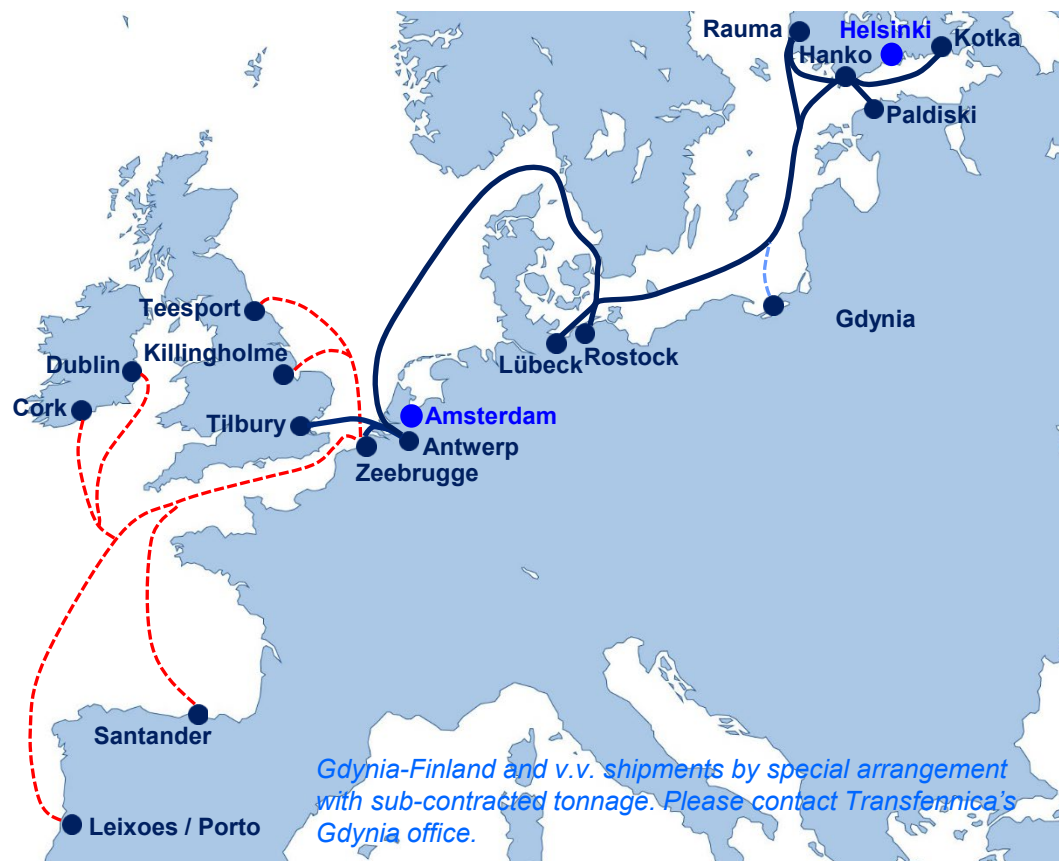 Rauma
Helsinki
Kotka
Hanko
Paldiski
Teesport
Gdynia
Killingholme
Lübeck
Rostock
Dublin
Cork
Tilbury
Amsterdam
Antwerp
Zeebrugge
Santander
Gdynia-Finland and v.v. shipments by special arrangement
with sub-contracted tonnage. Please contact Transfennica's
Gdynia office.
Leixoes / Porto